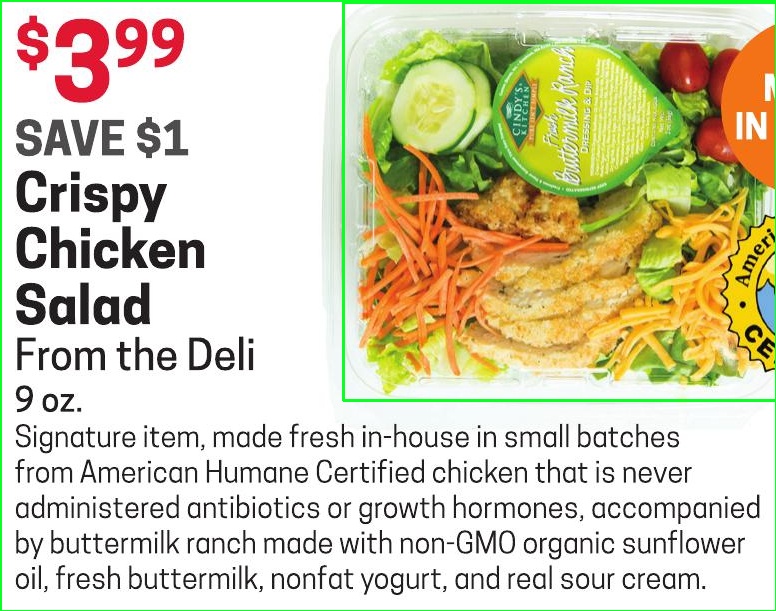 $3.99
SAVE $1
Crispy
Chicken
Salad
From the Deli
9 oz.
Signature item, made fresh in-house in small batches
from American Humane Certified chicken that is never
administered antibiotics or growth hormones, accompanied
by buttermilk ranch made with non-GMO organic sunflower
oil, fresh buttermilk, nonfat yogurt, and real sour cream.
CINDY'S
KITCHEN
Fresh
Buttermilk Ranch
DRESSING & DIP
IN